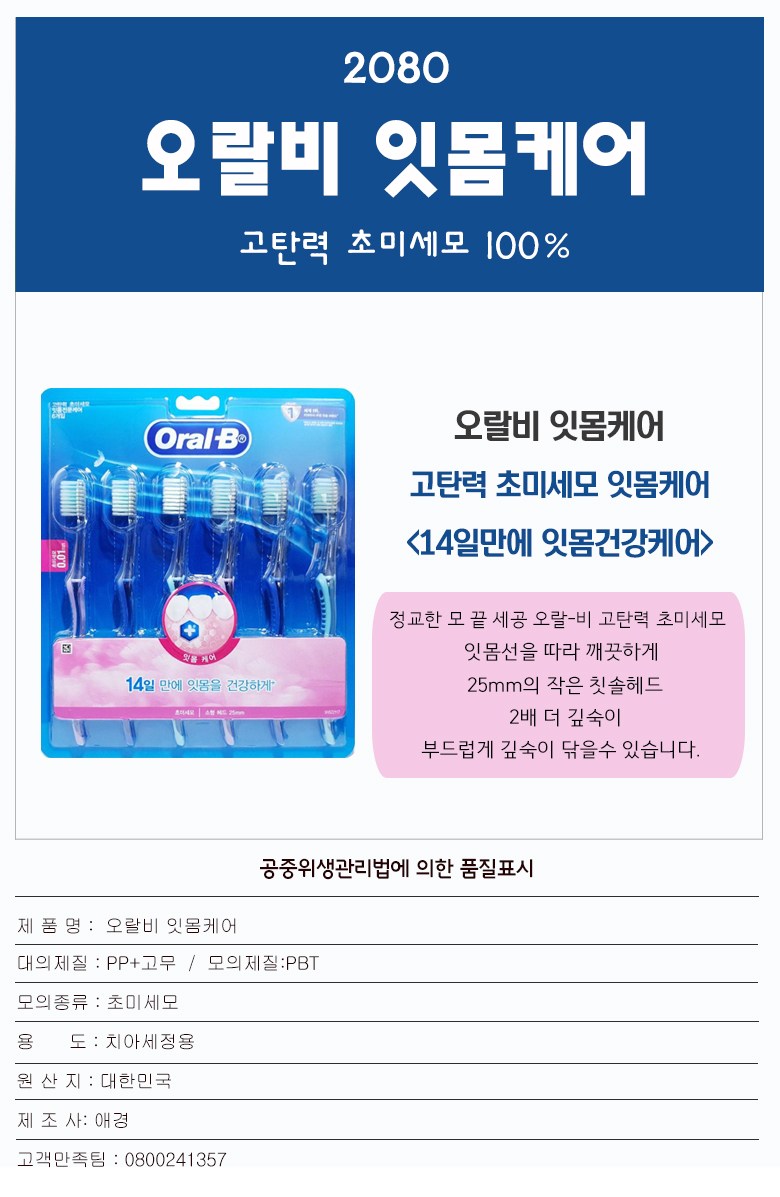 2080
오랄비 잇몸케어
고탄력 초미세모 100%
Oral-B®
0.01
잇몸 케어
14일 만에 잇몸을 건강하게*
초미세모 | 소형 헤드 25mm
오랄비 잇몸케어
고탄력 초미세모 잇몸케어
<14일만에 잇몸건강케어>
정교한 모 끝 세공 오랄-비 고탄력 초미세모
잇몸선을 따라 깨끗하게
25mm의 작은 칫솔헤드
2배 더 깊숙이
부드럽게 깊숙이 닦을수 있습니다.
공중위생관리법에 의한 품질표시
제 품 명 : 오랄비 잇몸케어
대의제질 : PP+고무 / 모의제질:PBT
모의종류 : 초미세모
용 도 : 치아세정용
원 산 지 : 대한민국
제 조 사: 애경
고객만족팀 : 0800241357